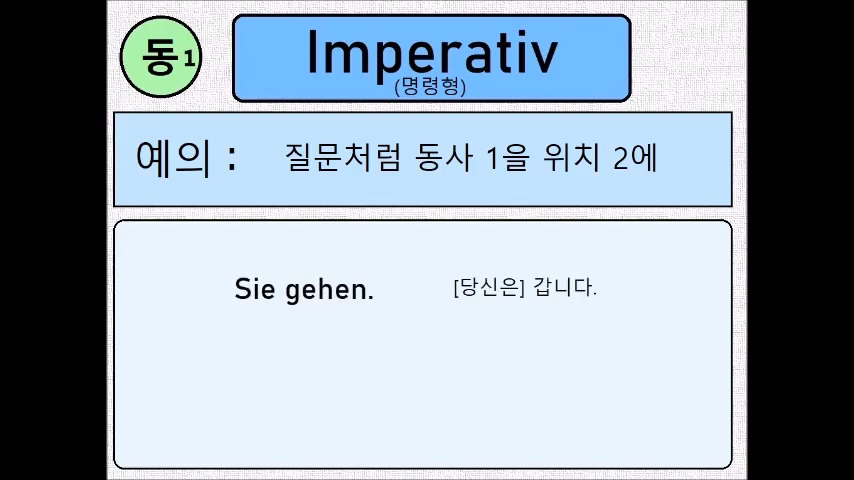 동1
Imperativ
(명령형)
예의 : 질문처럼 동사 1을 위치 2에
Sie gehen. [당신은] 갑니다.